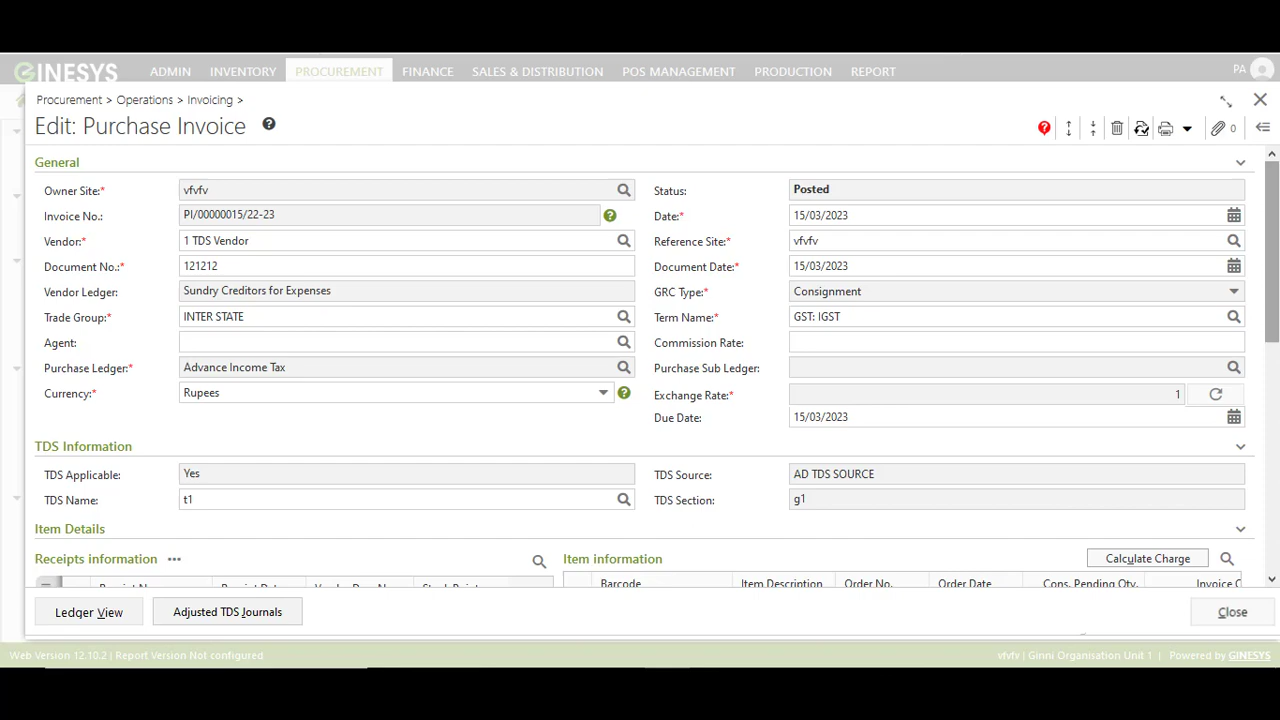 GINESYS ADMIN INVENTORY PROCUREMENT FINANCE SALES & DISTRIBUTION POS MANAGEMENT PRODUCTION REPORT PA
Procurement > Operations > Invoicing >
Edit: Purchase Invoice ? ? 0
General
Owner Site:* vfvfv Status: Posted
Invoice No.: PI/00000015/22-23 ? Date:* 15/03/2023
Vendor:* 1 TDS Vendor Reference Site:* vfvfv
Document No.:* 121212 Document Date:* 15/03/2023
Vendor Ledger: Sundry Creditors for Expenses GRC Type:* Consignment
Trade Group:* INTER STATE Term Name:* GST: IGST
Agent: Commission Rate:
Purchase Ledger:* Advance Income Tax Purchase Sub Ledger:
Currency:* Rupees ? Exchange Rate:* 1
Due Date: 15/03/2023
TDS Information
TDS Applicable: Yes TDS Source: AD TDS SOURCE
TDS Name: t1 TDS Section: g1
Item Details
Receipts information ••• Item information Calculate Charge
Barcode Item Description Order No. Order Date Cons. Pending Qty.
Ledger View Adjusted TDS Journals Close
Web Version 12.10.2 | Report Version Not configured vfvfv | Ginni Organisation Unit 1 | Powered by GINESYS